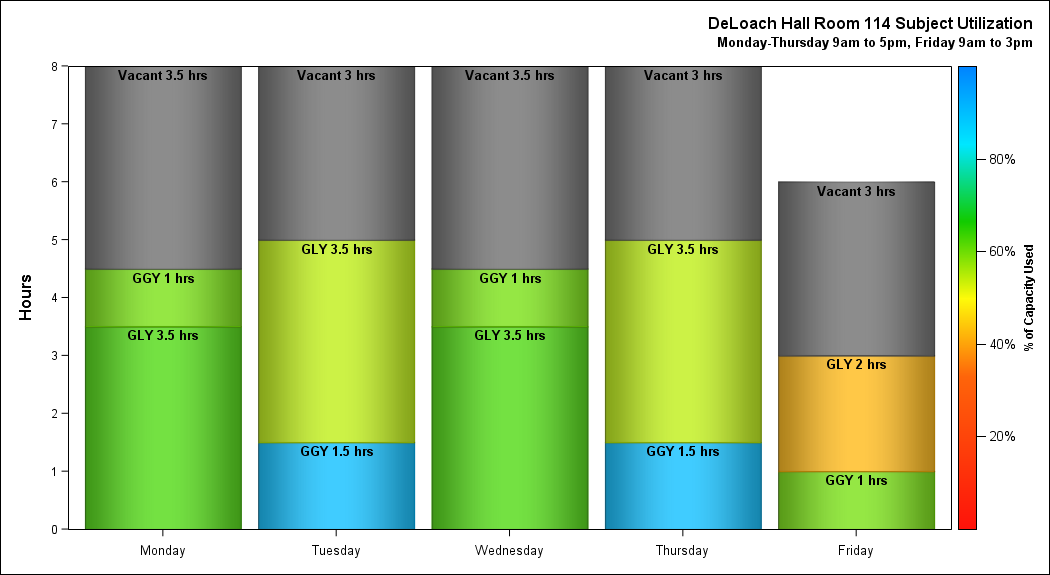 DeLoach Hall Room 114 Subject Utilization
Monday-Thursday 9am to 5pm, Friday 9am to 3pm
Hours
8
7
6
5
4
3
2
1
0
Vacant 3.5 hrs
GGY 1 hrs
GLY 3.5 hrs
Vacant 3 hrs
GLY 3.5 hrs
GGY 1.5 hrs
Vacant 3.5 hrs
GGY 1 hrs
GLY 3.5 hrs
Vacant 3 hrs
GLY 3.5 hrs
GGY 1.5 hrs
Vacant 3 hrs
GLY 2 hrs
GGY 1 hrs
Monday
Tuesday
Wednesday
Thursday
Friday
80%
60%
40%
20%
% of Capacity Used